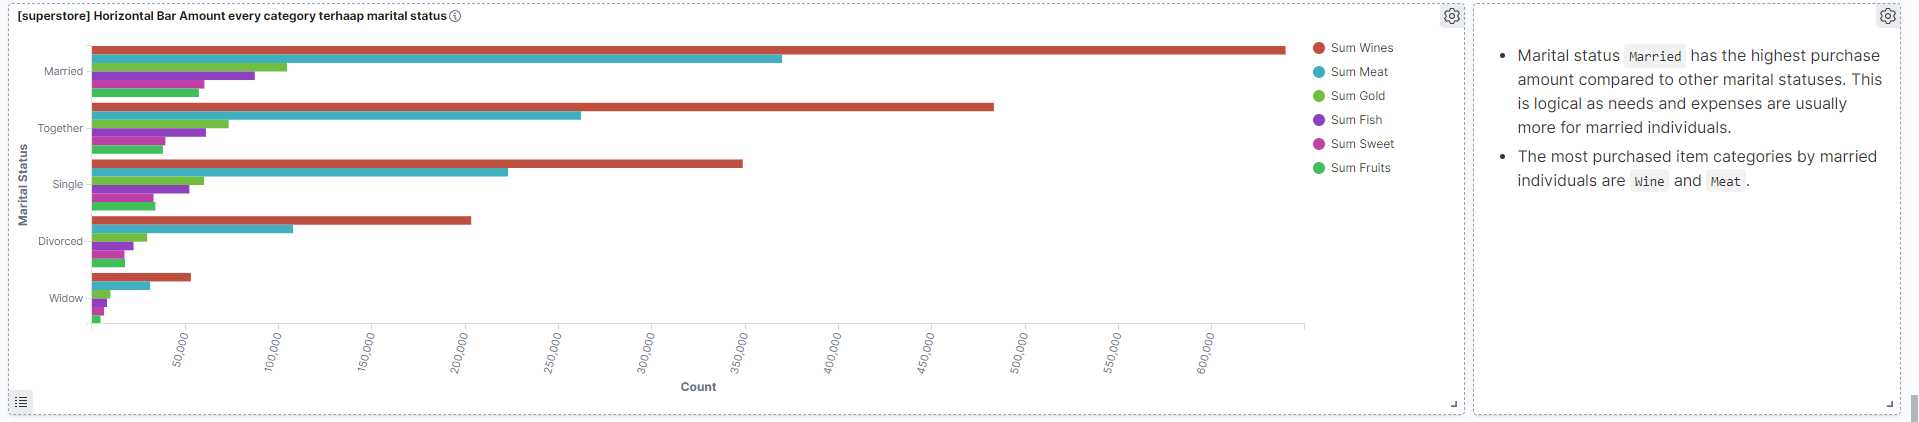 [superstore] Horizontal Bar Amount every category terhaap marital status
Marital Status
Married
Together
Single
Divorced
Widow
50,000
100,000
150,000
200,000
250,000
300,000
350,000
400,000
450,000
500,000
550,000
600,000
Count
Sum Wines
Sum Meat
Sum Gold
Sum Fish
Sum Sweet
Sum Fruits
• Marital status Married has the highest purchase
amount compared to other marital statuses. This
is logical as needs and expenses are usually
more for married individuals.
• The most purchased item categories by married
individuals are Wine and Meat.